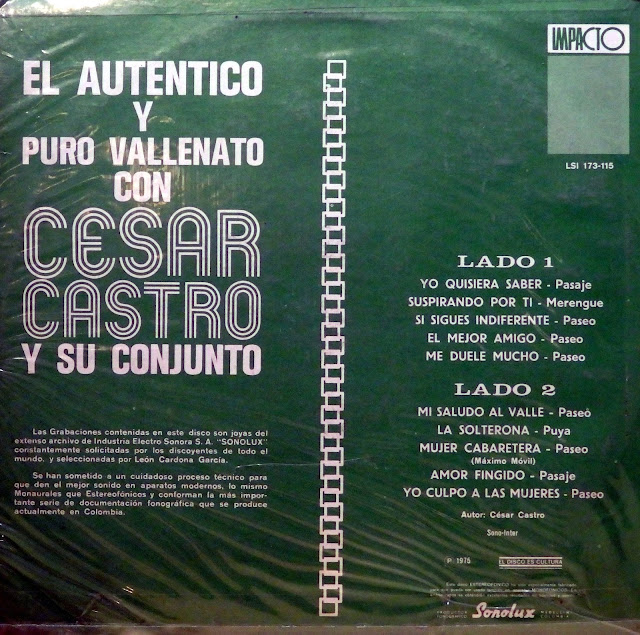 EL AUTENTICO
Y
PURO VALLENATO
CON
CESAR
CASTRO
Y SU CONJUNTO
Las Grabaciones contenidas en este disco son joyas del
extenso archivo de Industria Electro Sonora S. A. "SONOLUX"
constantemente solicitadas por los discoyentes de todo el
mundo, y seleccionadas por León Cardona García.
Se han sometido a un cuidadoso proceso técnico para
que den el mejor sonido en aparatos modernos, lo mismo
Monaurales que Estereofónicos y conforman la más impor-
tante serie de documentación fonográfica que se produce
actualmente en Colombia.
IMPACTO
LSI 173-115
LADO 1
YO QUISIERA SABER - Pasaje
SUSPIRANDO POR TI - Merengue
SI SIGUES INDIFERENTE - Paseo
EL MEJOR AMIGO - Paseo
ME DUELE MUCHO - Paseo
LADO 2
MI SALUDO AL VALLE - Paseo
LA SOLTERONA - Puya
MUJER CABARETERA - Paseo
(Máximo Móvil)
AMOR FINGIDO - Pasaje
YO CULPO A LAS MUJERES - Paseo
Autor: César Castro
Sono-Inter
P 1975
EL DISCO ES CULTURA
Este disco ESTEREOFONICO
Sonolux